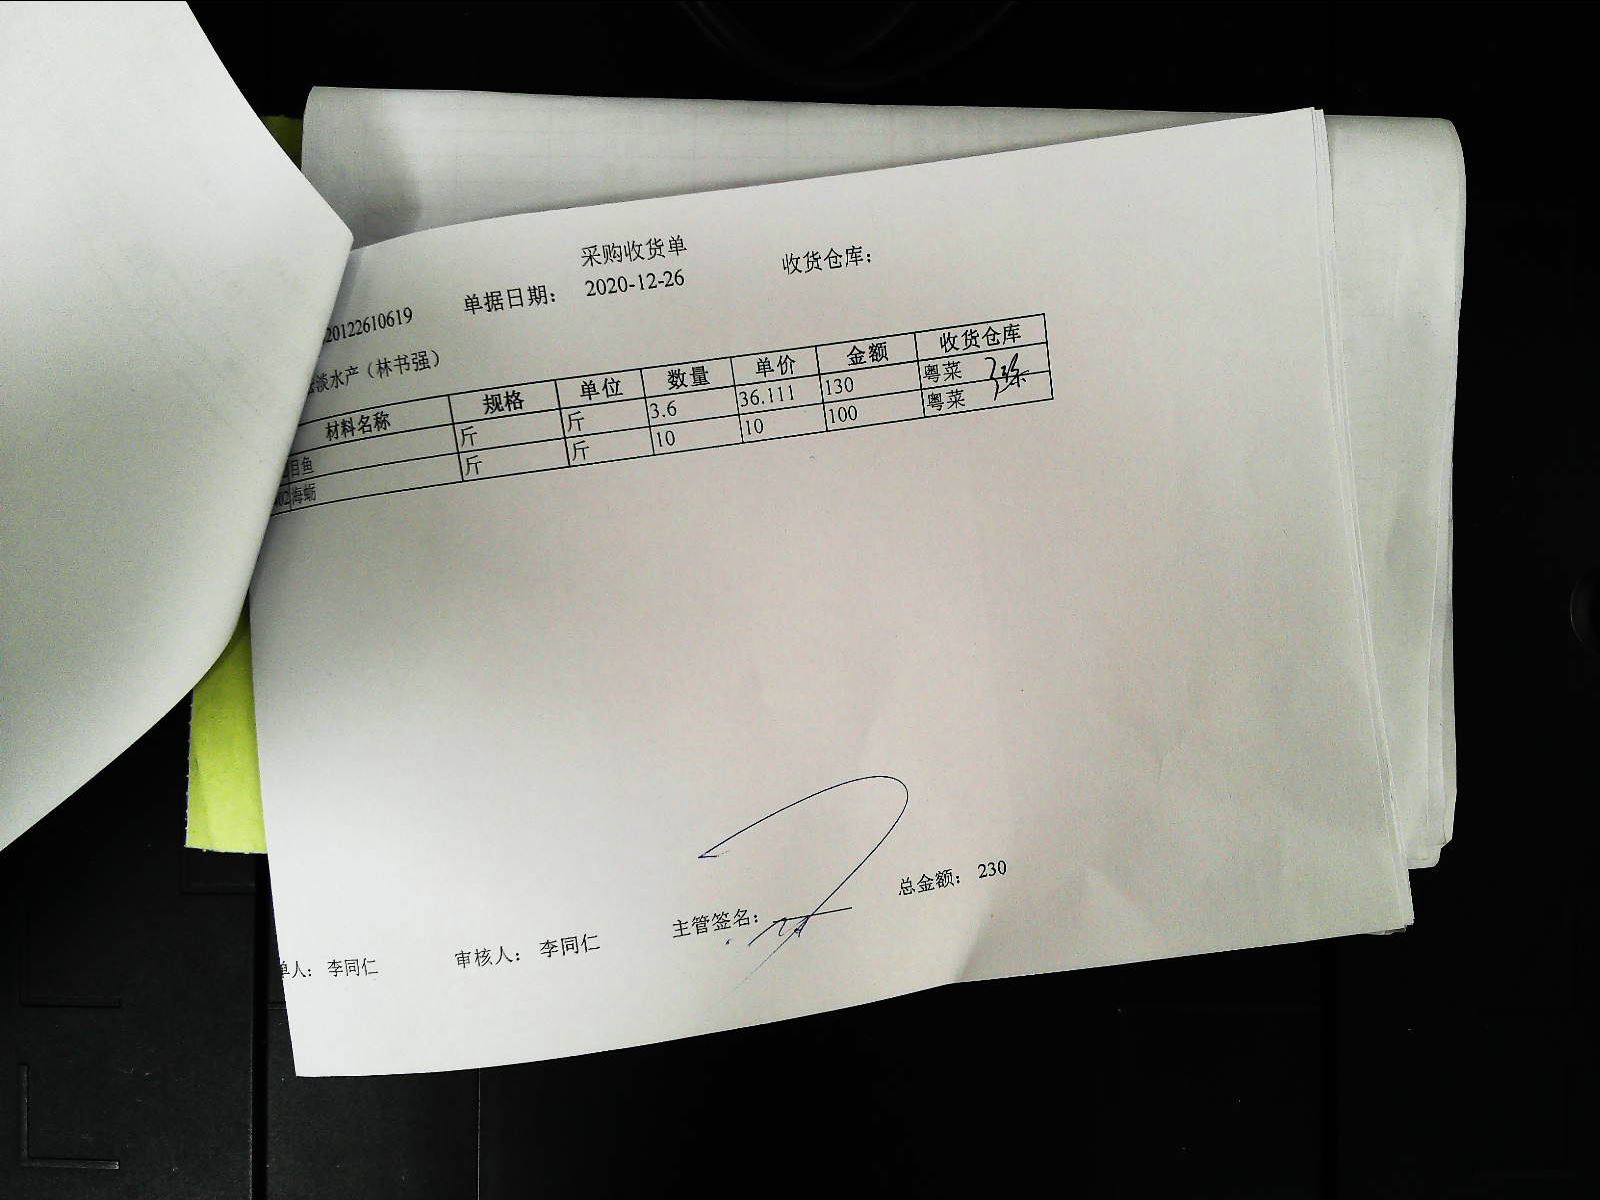 采购收货单
20122610619 单据日期: 2020-12-26 收货仓库:
淡水产(林书强)
材料名称 规格 单位 数量 单价 金额 收货仓库
目鱼 斤 斤 3.6 36.111 130 粤菜
02 海蛎 斤 斤 10 10 100 粤菜
总金额: 230
单人: 李同仁 审核人: 李同仁 主管签名: